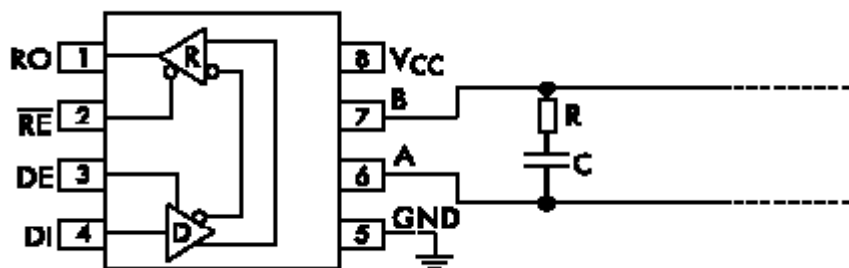 RO 1 R 8 VCC
RE 2 7 B R
DE 3 6 A C
DI 4 D 5 GND